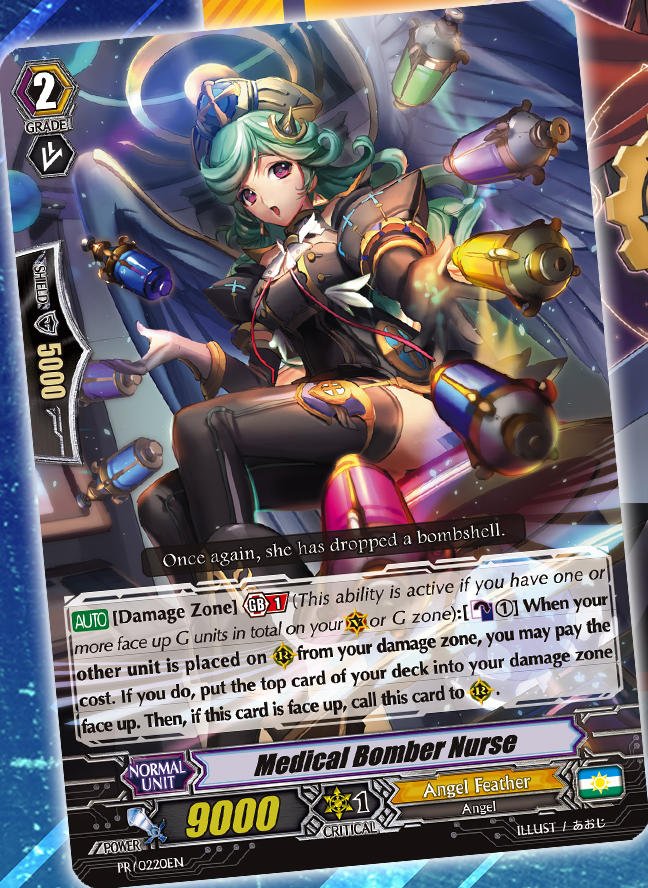 2
GRADE
SHIELD
5000
Once again, she has dropped a bombshell.
AUTO [Damage Zone] GB 1 (This ability is active if you have one or
more face up G units in total on your V or G zone):[ ①] When your
other unit is placed on R from your damage zone, you may pay the
cost. If you do, put the top card of your deck into your damage zone
face up. Then, if this card is face up, call this card to R .
NORMAL
UNIT
Medical Bomber Nurse
POWER
9000
1
CRITICAL
Angel Feather
Angel
PR/0220EN
ILLUST / あおじ